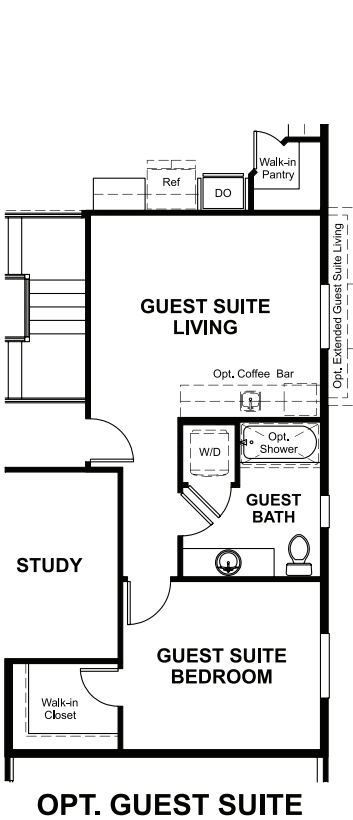 Walk-in
Pantry
Ref
DO
Opt. Extended Guest Suite Living
GUEST SUITE
LIVING
Opt. Coffee Bar
W/D
Opt.
Shower
GUEST
BATH
STUDY
GUEST SUITE
BEDROOM
Walk-in
Closet
OPT. GUEST SUITE